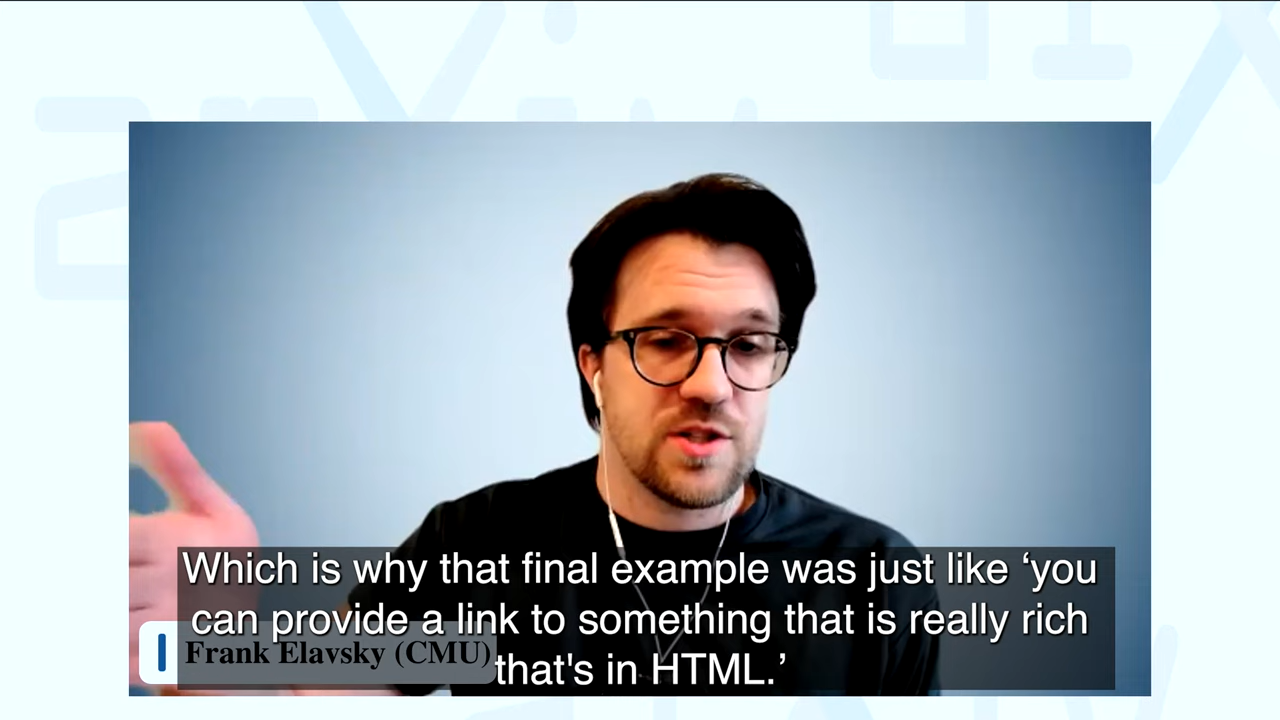 Which is why that final example was just like ‘you
can provide a link to something that is really rich
that's in HTML.’
Frank Elavsky (CMU)